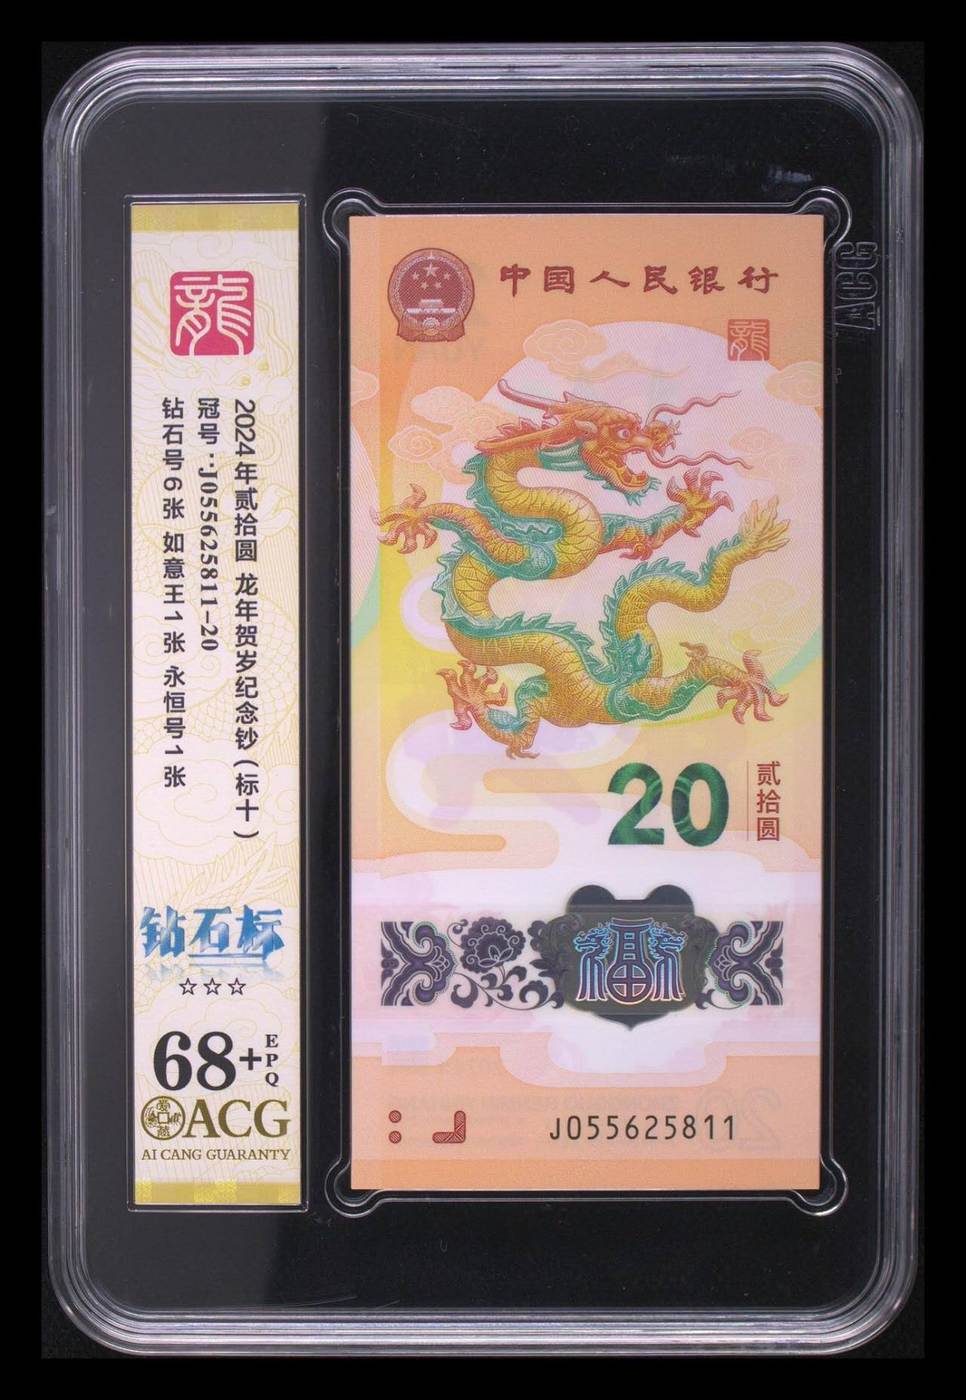 龍
2024年贰拾圆 龙年贺岁纪念钞(标十)
冠号:J055625811-20
钻石号6张 如意王1张 永恒号1张
钻石标
☆☆☆
68+
EPQ
ACG
AI CANG GUARANTY
中国人民银行
龍
20
贰拾圆
福
J055625811
ACG